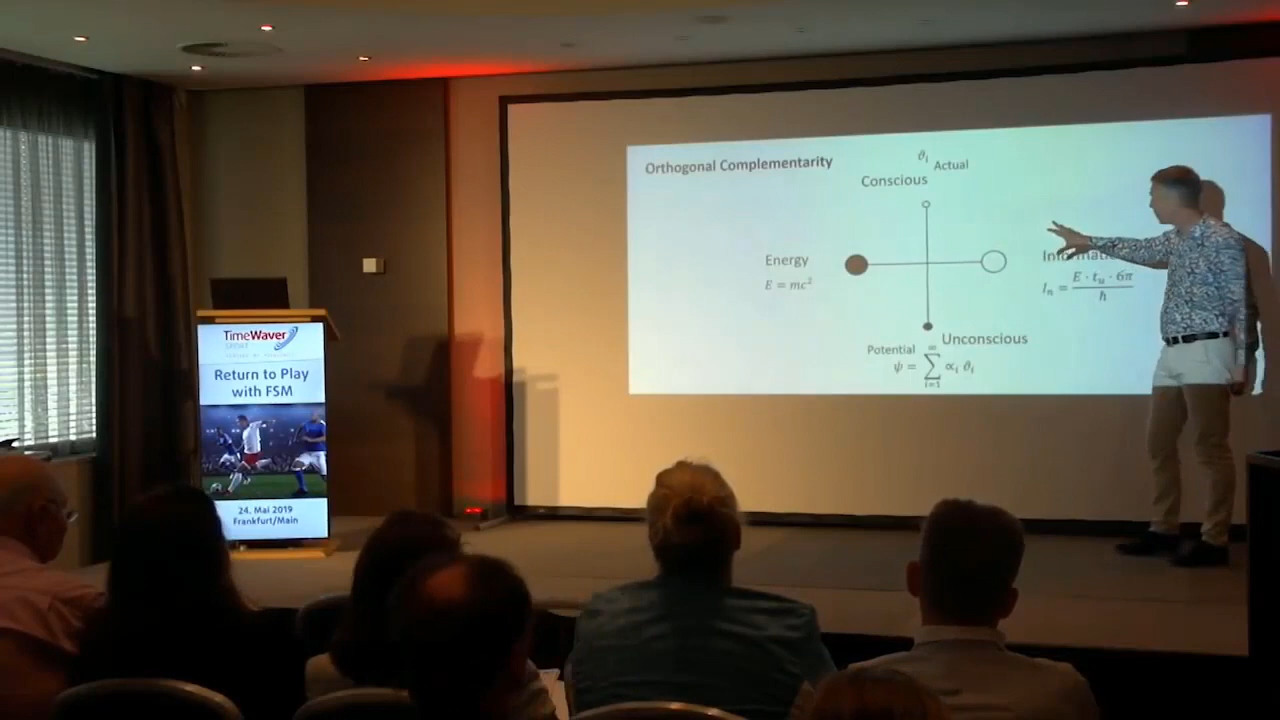 TimeWaver
Return to Play
with FSM
24. Mai 2019
Frankfurt/Main
Orthogonal Complementarity
ϑᵢ Actual
Conscious
Energy
E = mc²
Iₙ = E · tᵤ · 6π / ħ
Unconscious
Potential
ψ = ∑ i=1 ∞ ∝ᵢ ϑᵢ